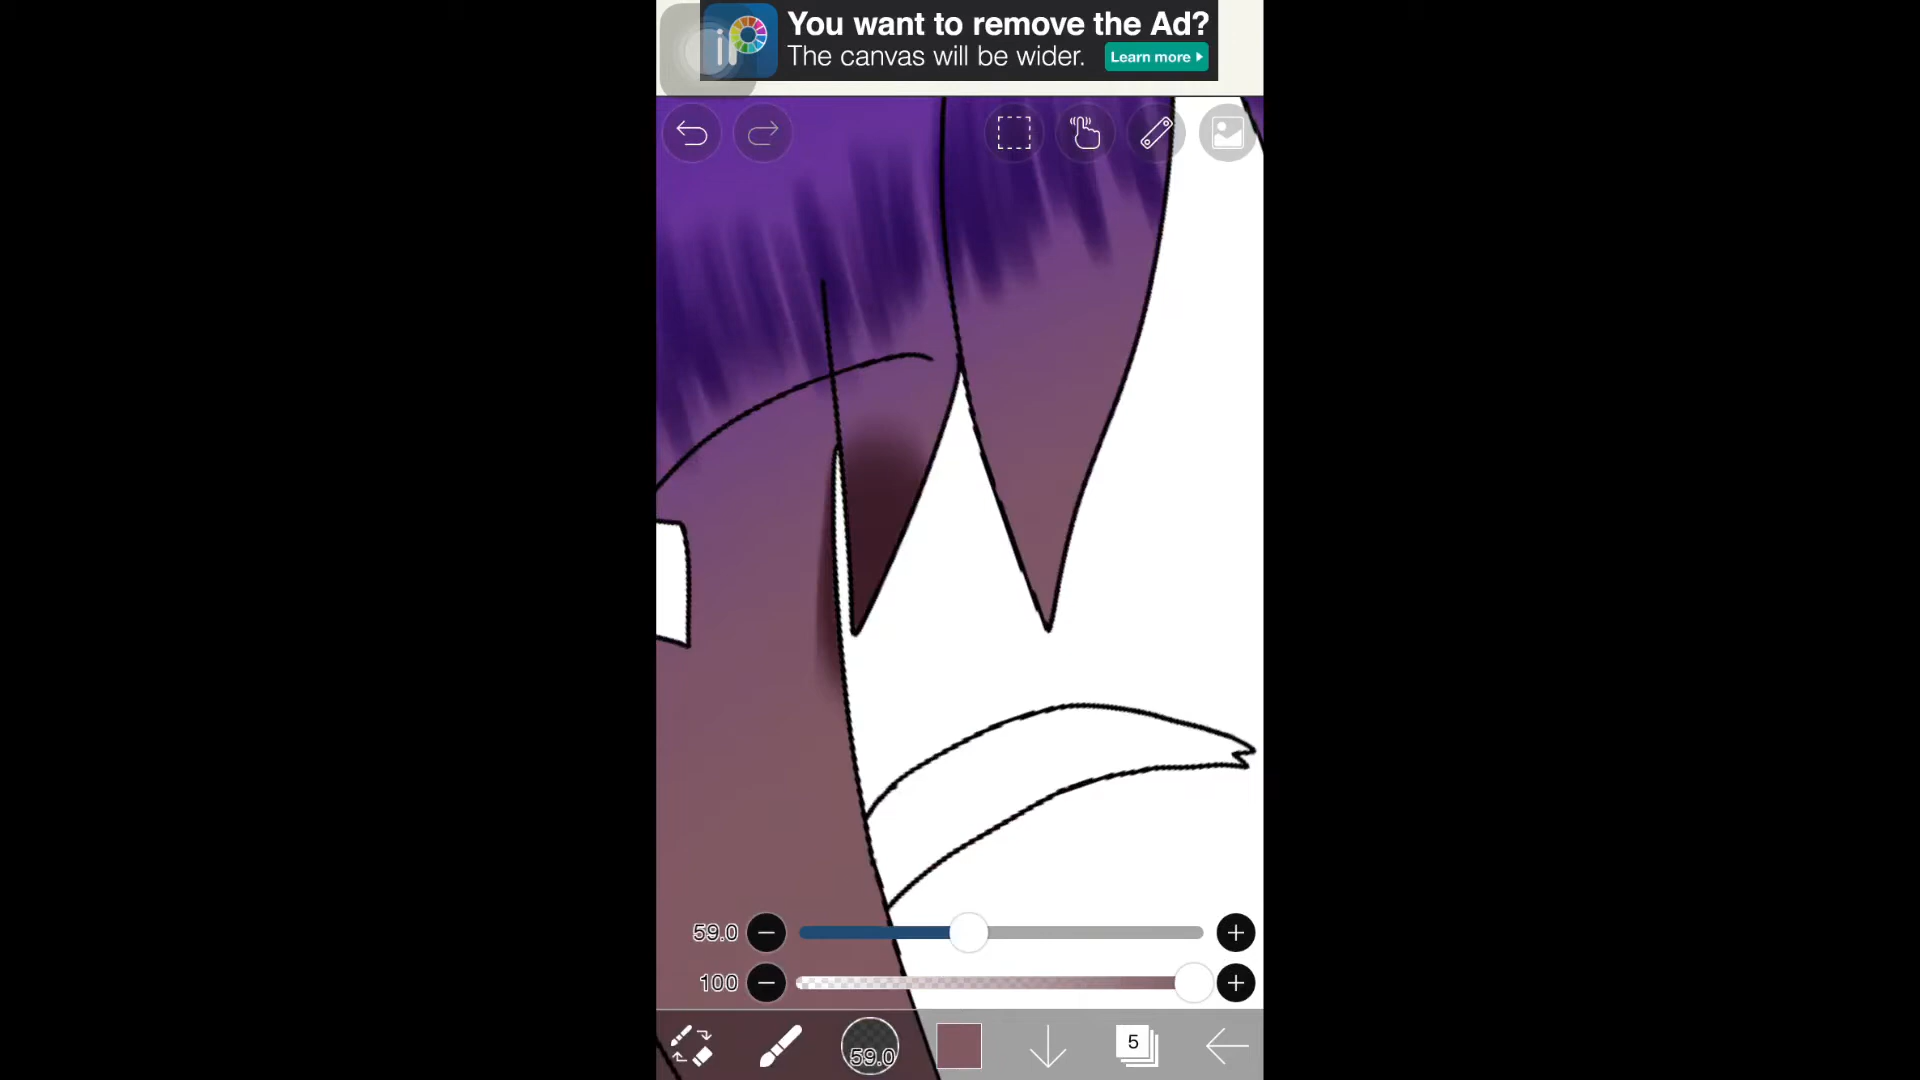 You want to remove the Ad?
The canvas will be wider.
Learn more
59.0
100
59.0
5